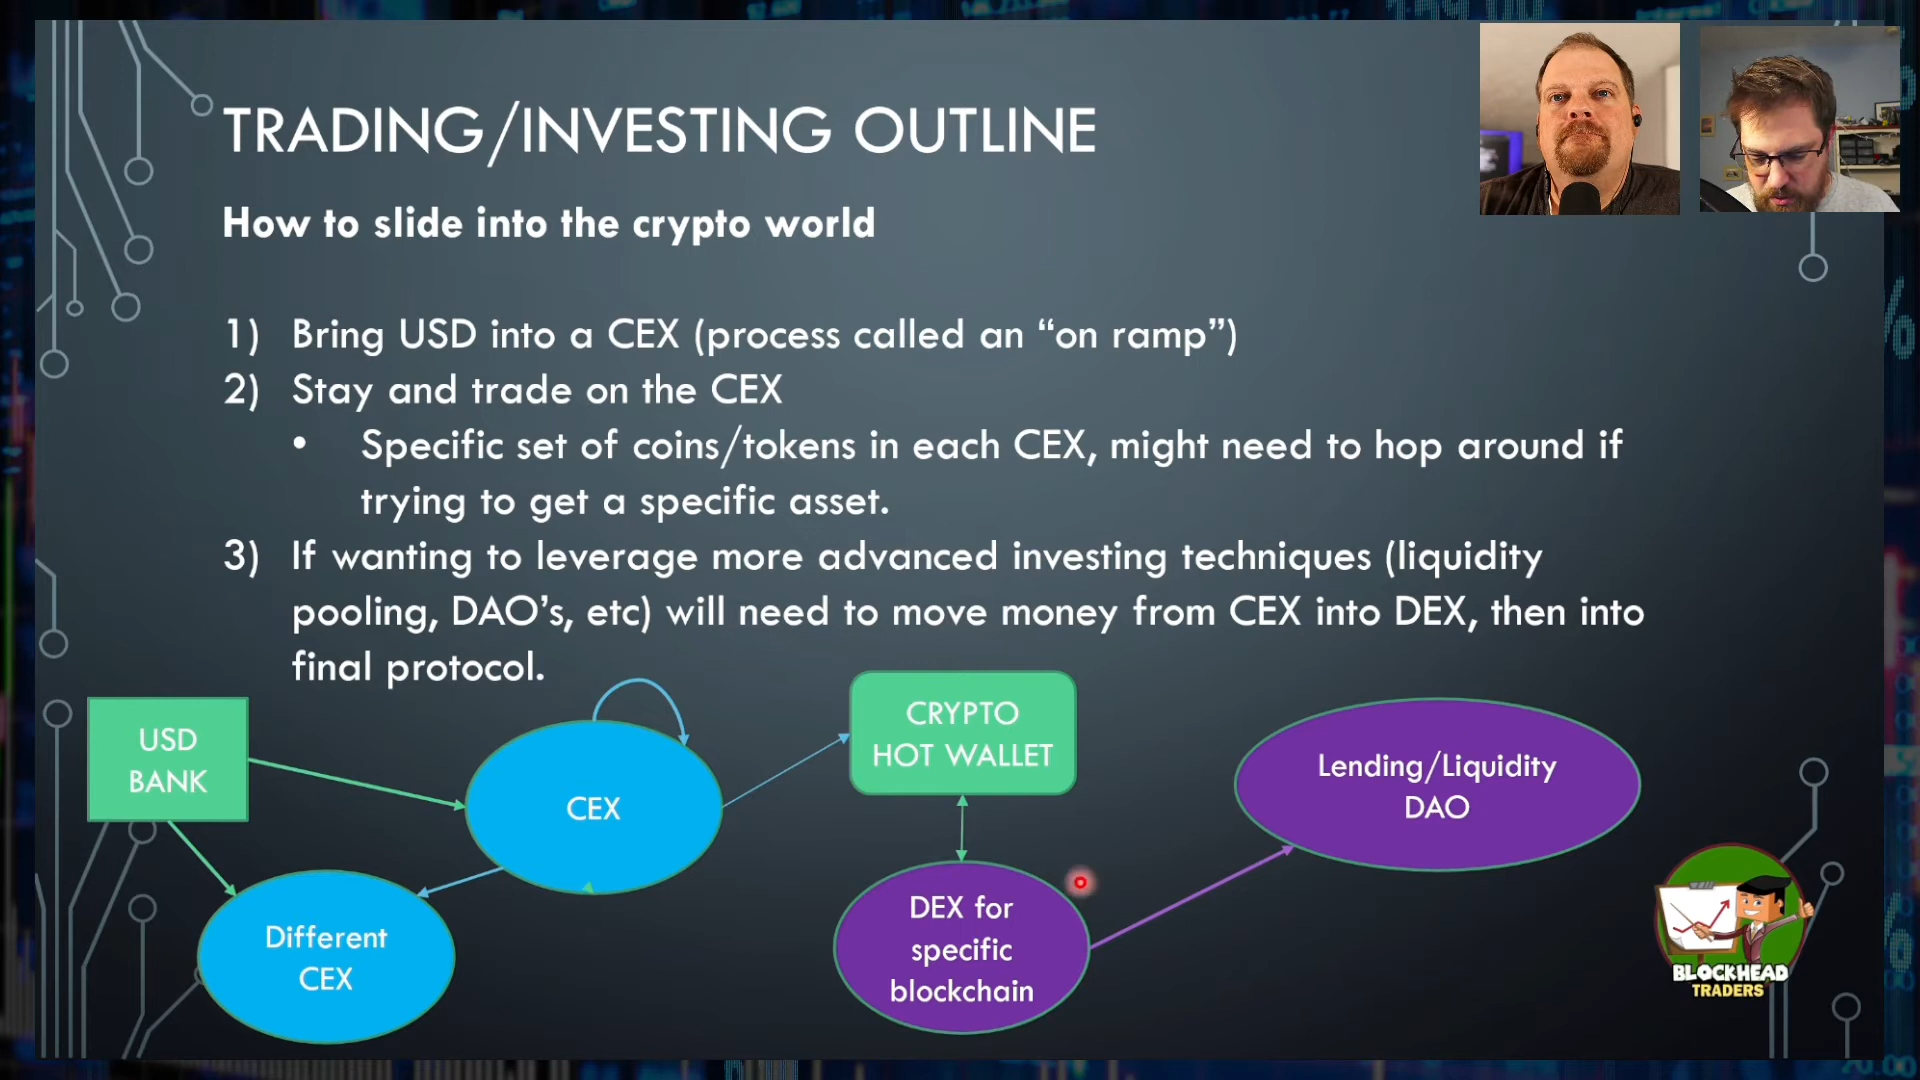 TRADING/INVESTING OUTLINE
How to slide into the crypto world
1) Bring USD into a CEX (process called an “on ramp”)
2) Stay and trade on the CEX
• Specific set of coins/tokens in each CEX, might need to hop around if
trying to get a specific asset.
3) If wanting to leverage more advanced investing techniques (liquidity
pooling, DAO’s, etc) will need to move money from CEX into DEX, then into
final protocol.
USD
BANK
CEX
CRYPTO
HOT WALLET
Lending/Liquidity
DAO
Different
CEX
DEX for
specific
blockchain
BLOCKHEAD
TRADERS